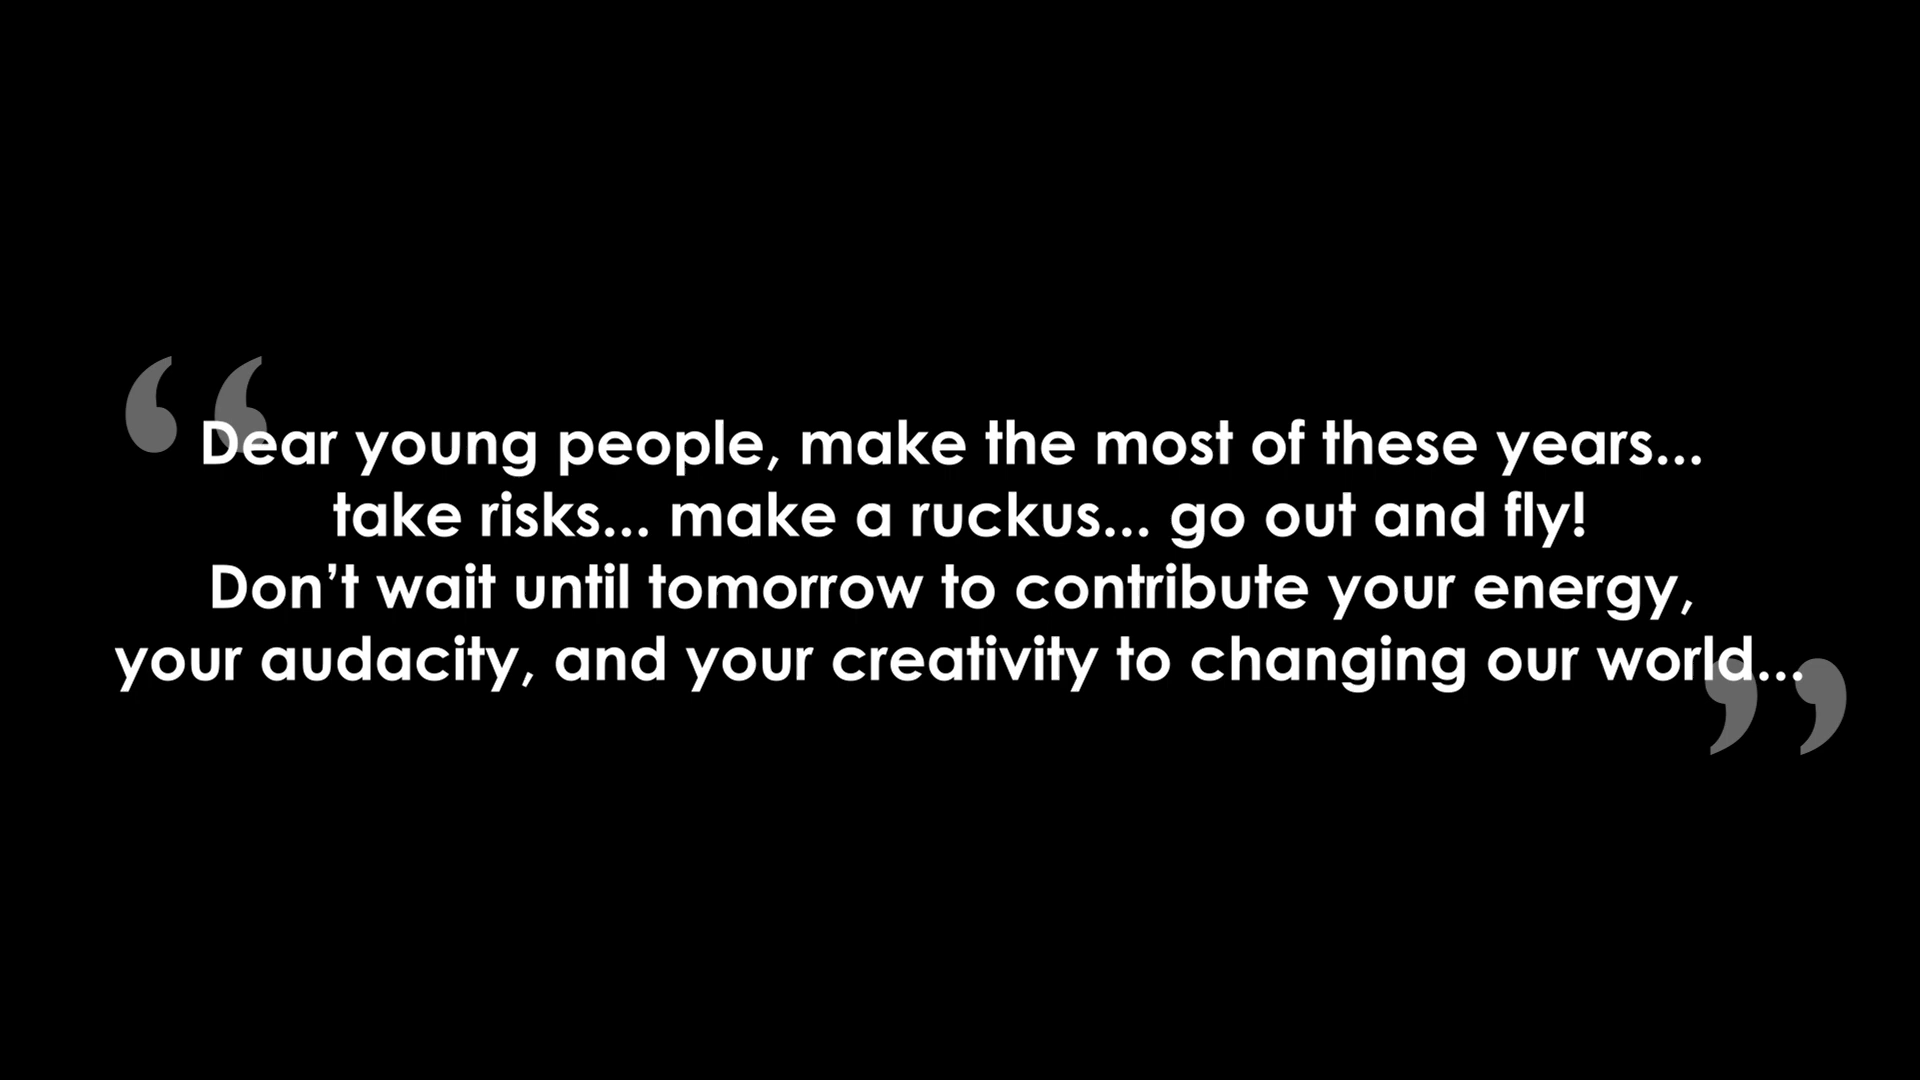 “Dear young people, make the most of these years...
take risks... make a ruckus... go out and fly!
Don’t wait until tomorrow to contribute your energy,
your audacity, and your creativity to changing our world...”